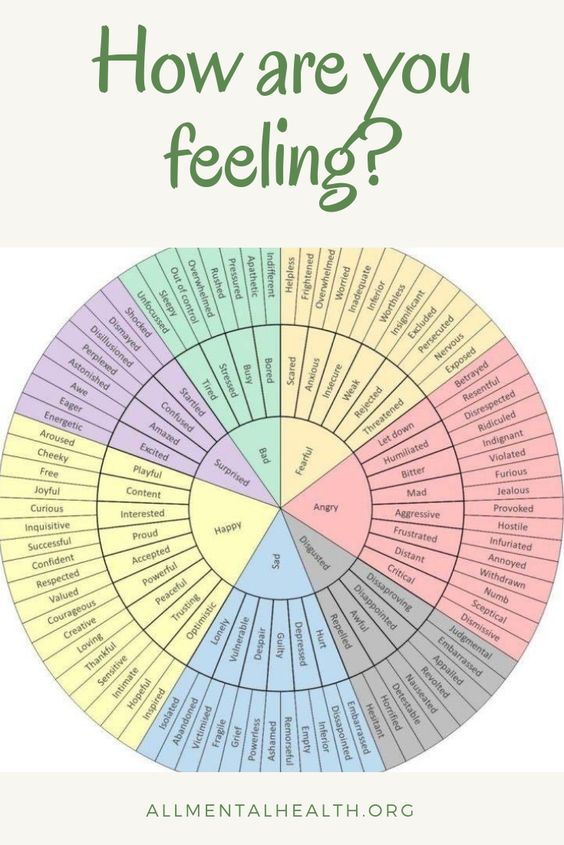 How are you
feeling?
Fearful
Angry
Disgusted
Sad
Happy
Surprised
Bad
Scared
Anxious
Insecure
Weak
Rejected
Threatened
Let down
Humiliated
Bitter
Mad
Aggressive
Frustrated
Distant
Critical
Dissaproving
Disappointed
Awful
Repelled
Hurt
Depressed
Guilty
Despair
Vulnerable
Lonely
Optimistic
Trusting
Peaceful
Powerful
Accepted
Proud
Interested
Content
Playful
Excited
Amazed
Confused
Startled
Tired
Stressed
Busy
Bored
Helpless
Frightened
Overwhelmed
Worried
Inadequate
Inferior
Worthless
Insignificant
Excluded
Persecuted
Nervous
Exposed
Betrayed
Resentful
Disrespected
Ridiculed
Indignant
Violated
Furious
Jealous
Provoked
Hostile
Infuriated
Annoyed
Withdrawn
Numb
Sceptical
Dismissive
Judgmental
Embarrassed
Appalled
Revolted
Nauseated
Detestable
Horrified
Hesitant
Embarrassed
Dissapointed
Inferior
Empty
Remorseful
Ashamed
Powerless
Grief
Fragile
Victimised
Abandoned
Isolated
Inspired
Hopeful
Intimate
Sensitive
Thankful
Loving
Creative
Courageous
Valued
Respected
Confident
Successful
Inquisitive
Curious
Joyful
Free
Cheeky
Aroused
Energetic
Eager
Awe
Astonished
Perplexed
Disillusioned
Dismayed
Shocked
Unfocussed
Sleepy
Out of control
Overwhelmed
Rushed
Pressured
Apathetic
Indifferent
ALLMENTALHEALTH.ORG